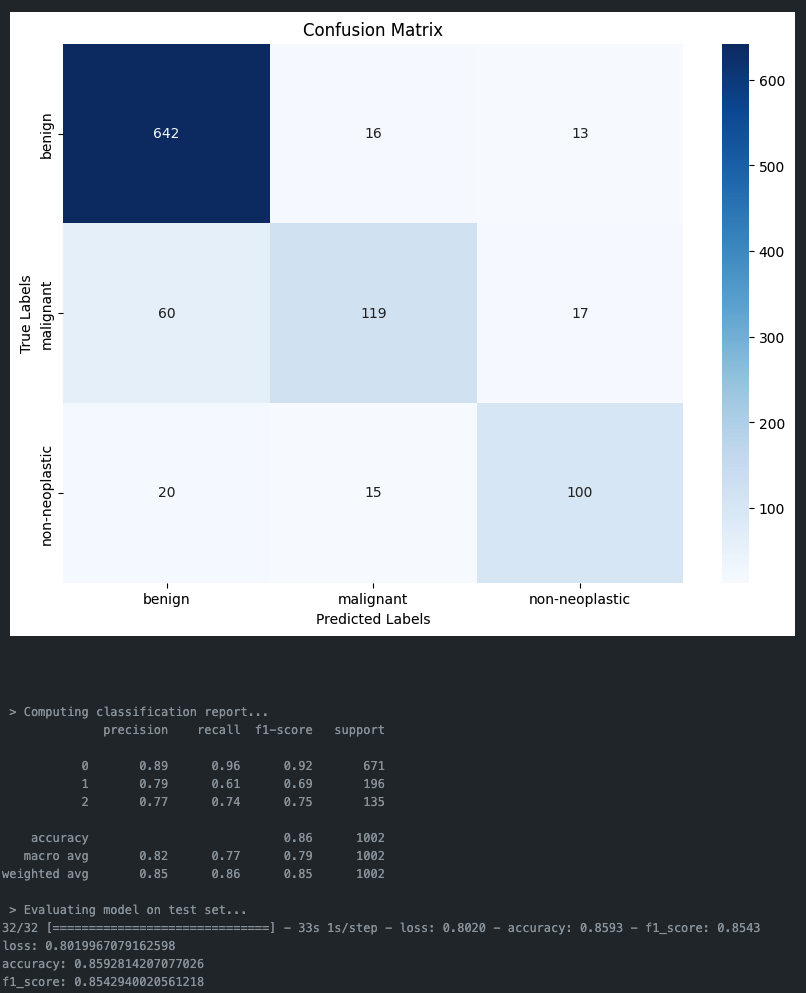 Confusion Matrix
642 16 13
60 119 17
20 15 100
benign
malignant
non-neoplastic
True Labels
benign malignant non-neoplastic
Predicted Labels
600
500
400
300
200
100
> Computing classification report...
precision recall f1-score support
0 0.89 0.96 0.92 671
1 0.79 0.61 0.69 196
2 0.77 0.74 0.75 135
accuracy 0.86 1002
macro avg 0.82 0.77 0.79 1002
weighted avg 0.85 0.86 0.85 1002
> Evaluating model on test set...
32/32 [==============================] - 33s 1s/step - loss: 0.8020 - accuracy: 0.8593 - f1_score: 0.8543
loss: 0.8019967079162598
accuracy: 0.8592814207077026
f1_score: 0.8542940020561218